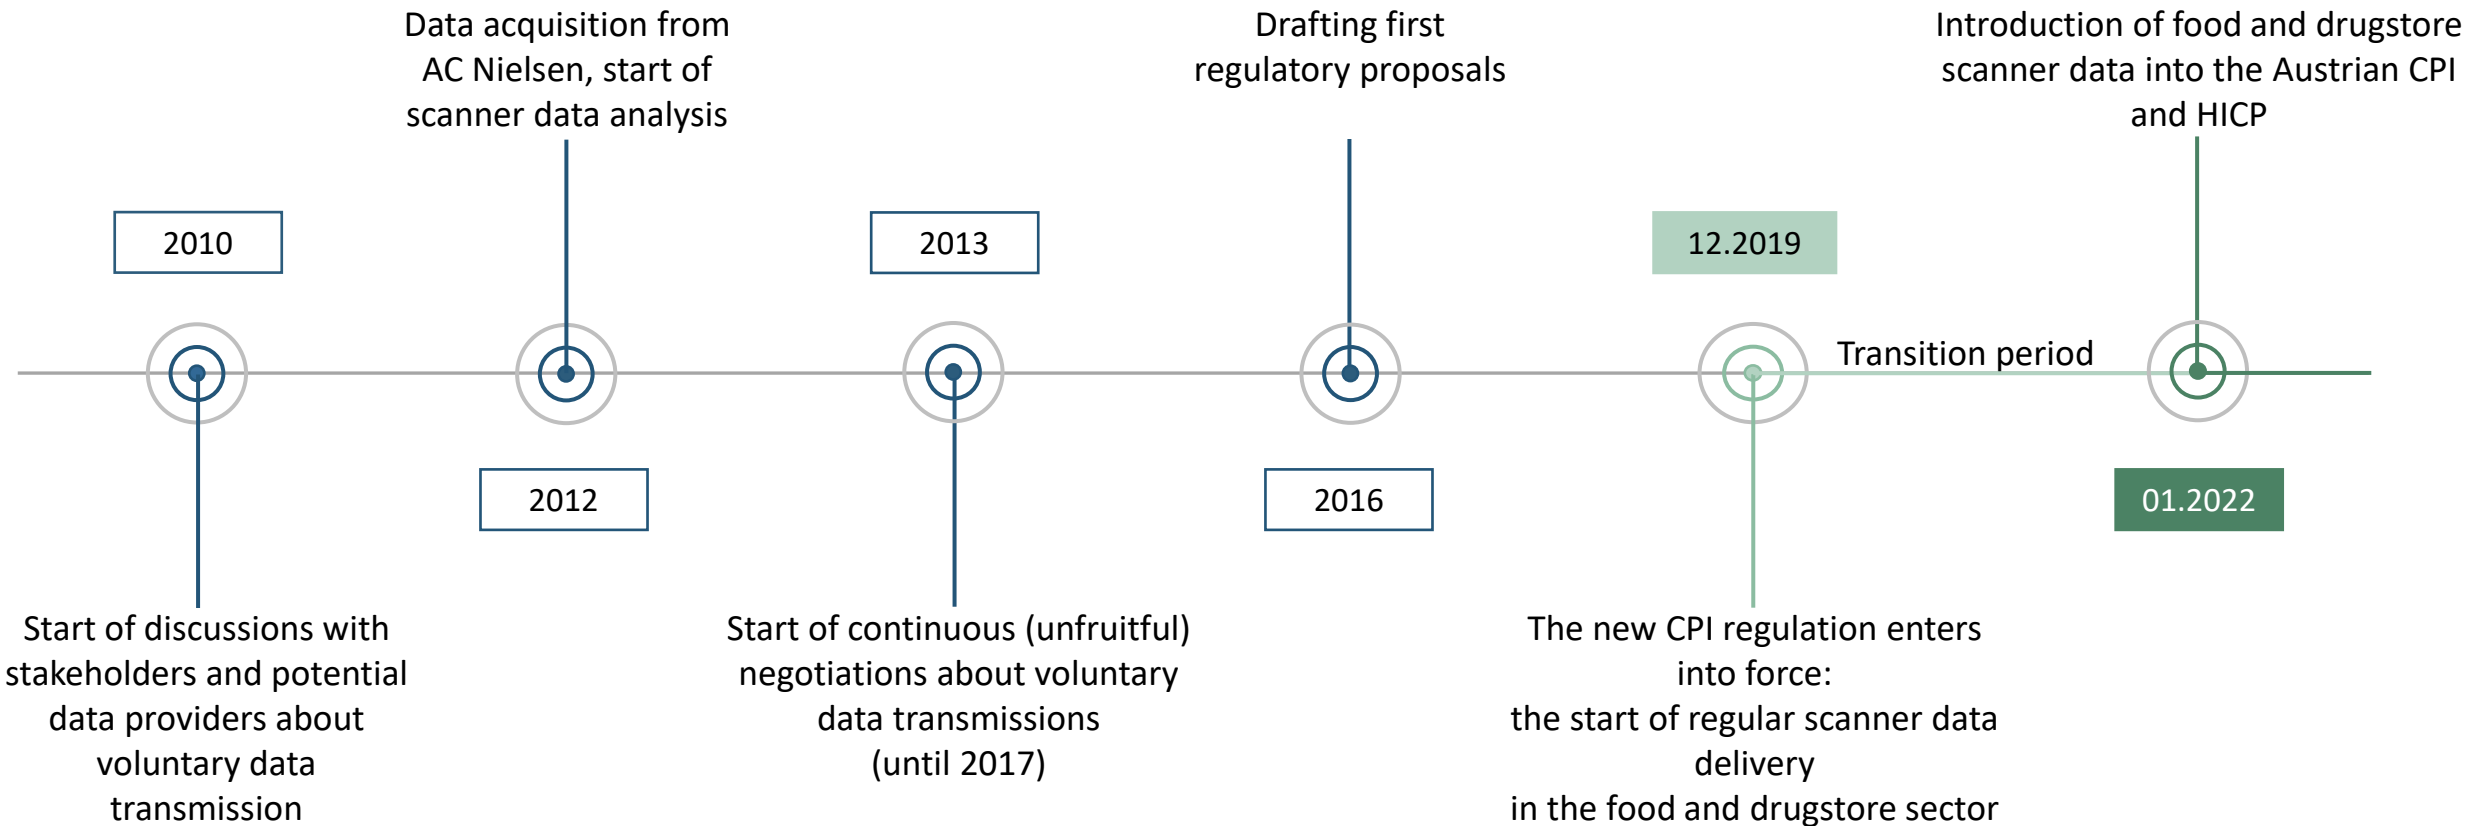 Data acquisition from
AC Nielsen, start of
scanner data analysis
Drafting first
regulatory proposals
Introduction of food and drugstore
scanner data into the Austrian CPI
and HICP
2010
2013
12.2019
Transition period
2012
2016
01.2022
Start of discussions with
stakeholders and potential
data providers about
voluntary data
transmission
Start of continuous (unfruitful)
negotiations about voluntary
data transmissions
(until 2017)
The new CPI regulation enters
into force:
the start of regular scanner data
delivery
in the food and drugstore sector